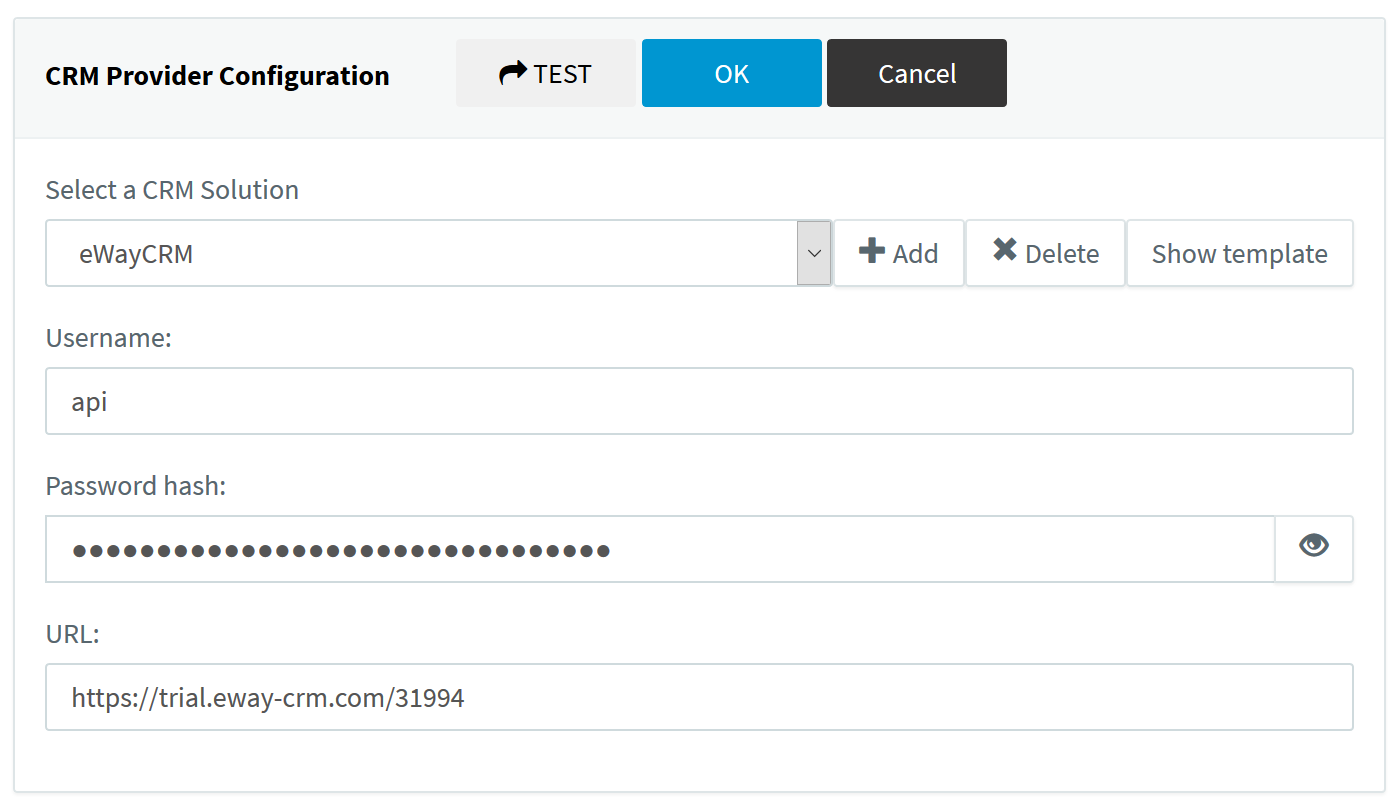 CRM Provider Configuration TEST OK Cancel
Select a CRM Solution
eWayCRM Add Delete Show template
Username:
api
Password hash:
●●●●●●●●●●●●●●●●●●●●●●●●●●●●●●●●
URL:
https://trial.eway-crm.com/31994